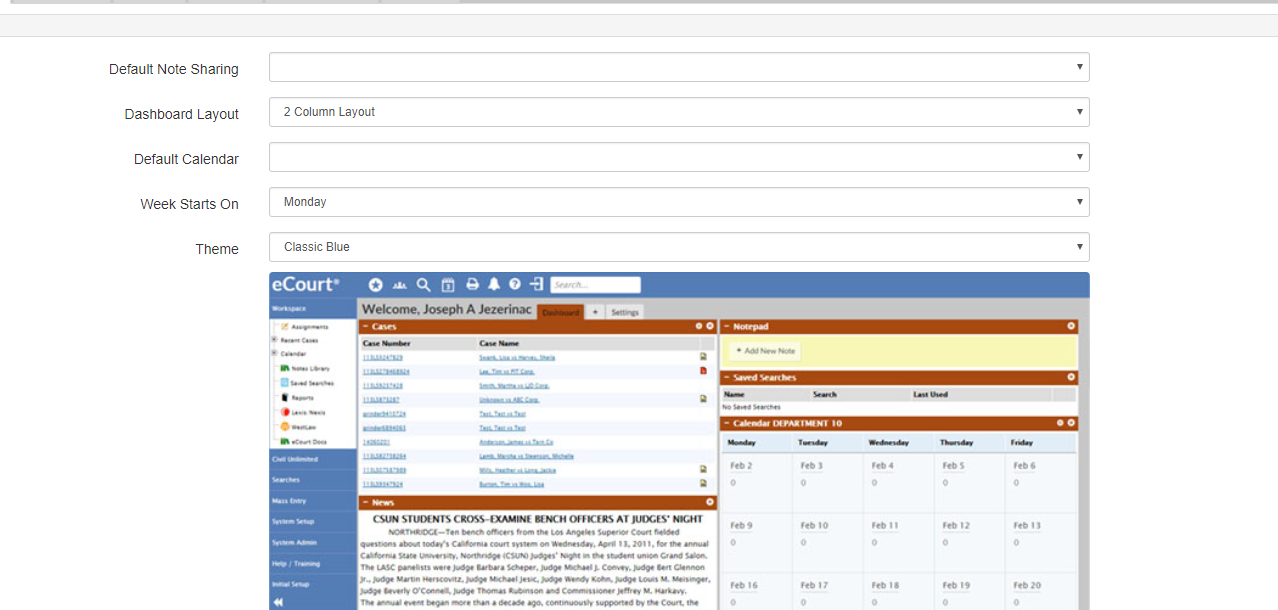 Default Note Sharing
Dashboard Layout
2 Column Layout
Default Calendar
Week Starts On
Monday
Theme
Classic Blue
eCourt®
Search...
Workspace
Assignments
Recent Cases
Calendar
Notes Library
Saved Searches
Reports
Lexis Nexis
WestLaw
eCourt Docs
Civil Unlimited
Searches
Mass Entry
System Setup
System Admin
Help / Training
Initial Setup
Welcome, Joseph A Jezerinac
Dashboard
+
Settings
− Cases
Case Number Case Name
Swank, Lisa vs Harvey, Sheila
Lee, Tim vs PIT Corp.
Smith, Martha vs LJD Corp.
Unknown vs ABC Corp.
Test, Test vs Test
Test, Test vs Test
14060201 Anderson, James vs Tern Co
Lamb, Marsha vs Steenson, Michelle
Mills, Heather vs Long, Jackie
Burton, Tim vs Woo, Lisa
− News
CSUN STUDENTS CROSS-EXAMINE BENCH OFFICERS AT JUDGES' NIGHT
NORTHRIDGE—Ten bench officers from the Los Angeles Superior Court fielded
questions about today's California court system on Wednesday, April 13, 2011, for the annual
California State University, Northridge (CSUN) Judges' Night in the student union Grand Salon.
The LASC panelists were Judge Barbara Scheper, Judge Michael J. Convey, Judge Bert Glennon
Jr., Judge Martin Herscovitz, Judge Michael Jesic, Judge Wendy Kohn, Judge Louis M. Meisinger,
Judge Beverly O'Connell, Judge Thomas Rubinson and Commissioner Jeffrey M. Harkavy.
The annual event began more than a decade ago, continuously supported by the Court, the
− Notepad
+ Add New Note
− Saved Searches
Name Search Last Used
No Saved Searches
− Calendar DEPARTMENT 10
Monday Tuesday Wednesday Thursday Friday
Feb 2 Feb 3 Feb 4 Feb 5 Feb 6
0 0 0 0 0
Feb 9 Feb 10 Feb 11 Feb 12 Feb 13
0 0 0 0 0
Feb 16 Feb 17 Feb 18 Feb 19 Feb 20
0 0 0 0 0